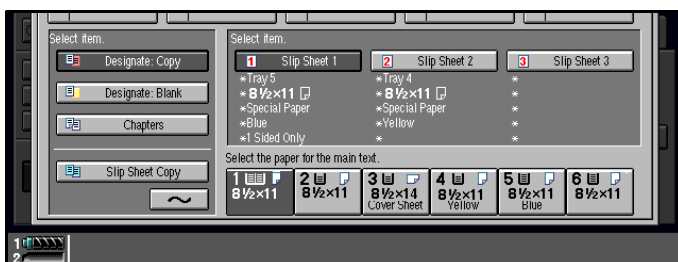 Select item.
Designate: Copy
Designate: Blank
Chapters
Slip Sheet Copy
Select item.
1 Slip Sheet 1
2 Slip Sheet 2
3 Slip Sheet 3
*Tray 5
*8½×11
*Special Paper
*Blue
*1 Sided Only
*Tray 4
*8½×11
*Special Paper
*Yellow
*
*
*
*
*
*
Select the paper for the main text.
1
8½×11
2
8½×11
3
8½×14
Cover Sheet
4
8½×11
Yellow
5
8½×11
Blue
6
8½×11
1
2